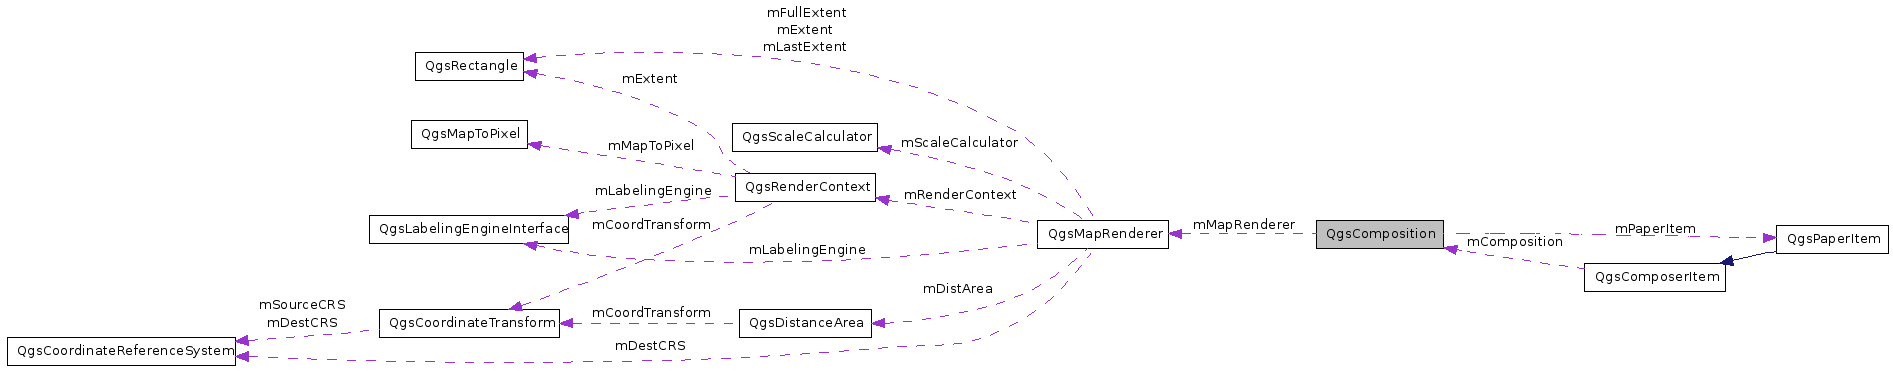 mFullExtent
mExtent
mLastExtent
QgsRectangle
mExtent
QgsMapToPixel
mMapToPixel
QgsScaleCalculator
mScaleCalculator
QgsRenderContext
mLabelingEngine
mRenderContext
QgsLabelingEngineInterface
mCoordTransform
mLabelingEngine
QgsMapRenderer
mMapRenderer
QgsComposition
mPaperItem
mComposition
QgsPaperItem
QgsComposerItem
mDistArea
mSourceCRS
mDestCRS
QgsCoordinateTransform
mCoordTransform
QgsDistanceArea
QgsCoordinateReferenceSystem
mDestCRS